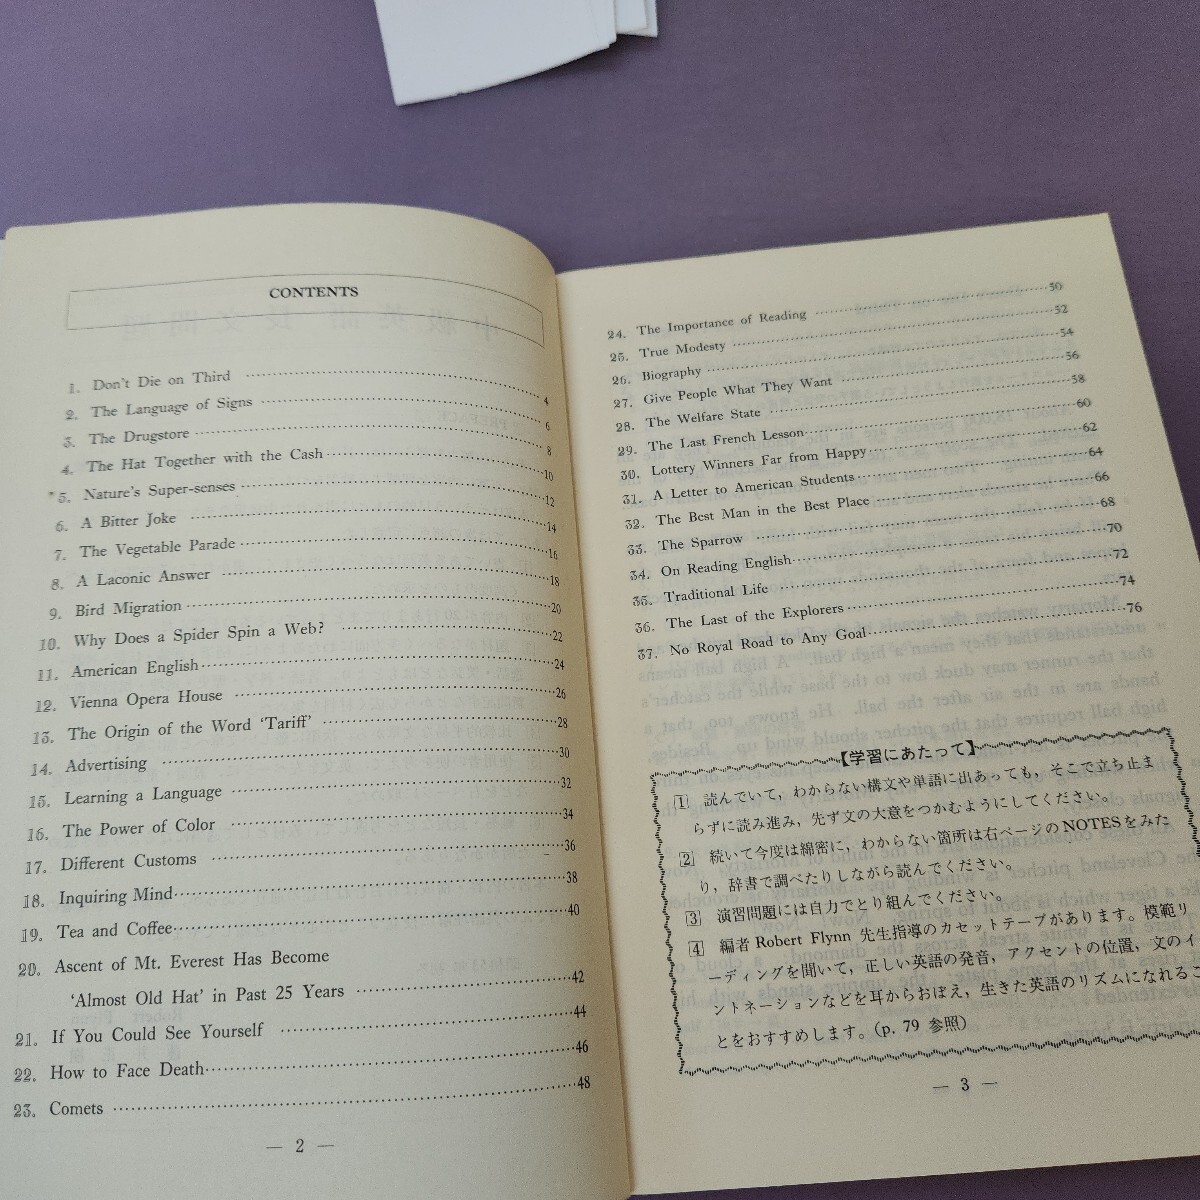 CONTENTS
1. Don't Die on Third 4
2. The Language of Signs 6
3. The Drugstore 8
4. The Hat Together with the Cash 10
5. Nature's Super-senses 12
6. A Bitter Joke 14
7. The Vegetable Parade 16
8. A Laconic Answer 18
9. Bird Migration 20
10. Why Does a Spider Spin a Web? 22
11. American English 24
12. Vienna Opera House 26
13. The Origin of the Word 'Tariff' 28
14. Advertising 30
15. Learning a Language 32
16. The Power of Color 34
17. Different Customs 36
18. Inquiring Mind 38
19. Tea and Coffee 40
20. Ascent of Mt. Everest Has Become
'Almost Old Hat' in Past 25 Years 42
21. If You Could See Yourself 44
22. How to Face Death 46
23. Comets 48
— 2 —
24. The Importance of Reading 50
25. True Modesty 52
26. Biography 54
27. Give People What They Want 56
28. The Welfare State 58
29. The Last French Lesson 60
30. Lottery Winners Far from Happy 62
31. A Letter to American Students 64
32. The Best Man in the Best Place 66
33. The Sparrow 68
34. On Reading English 70
35. Traditional Life 72
36. The Last of the Explorers 74
37. No Royal Road to Any Goal 76
【学習にあたって】
1 読んでいて，わからない構文や単語に出あっても，そこで立ち止ま
らずに読み進み，先ず文の大意をつかむようにしてください。
2 続いて今度は綿密に，わからない箇所は右ページのNOTESをみた
り，辞書で調べたりしながら読んでください。
3 演習問題には自力でとり組んでください。
4 編者 Robert Flynn 先生指導のカセットテープがあります。模範リ
ーディングを聞いて，正しい英語の発音，アクセントの位置，文のイ
ントネーションなどを耳からおぼえ，生きた英語のリズムになれるこ
とをおすすめします。(p. 79 参照)
— 3 —